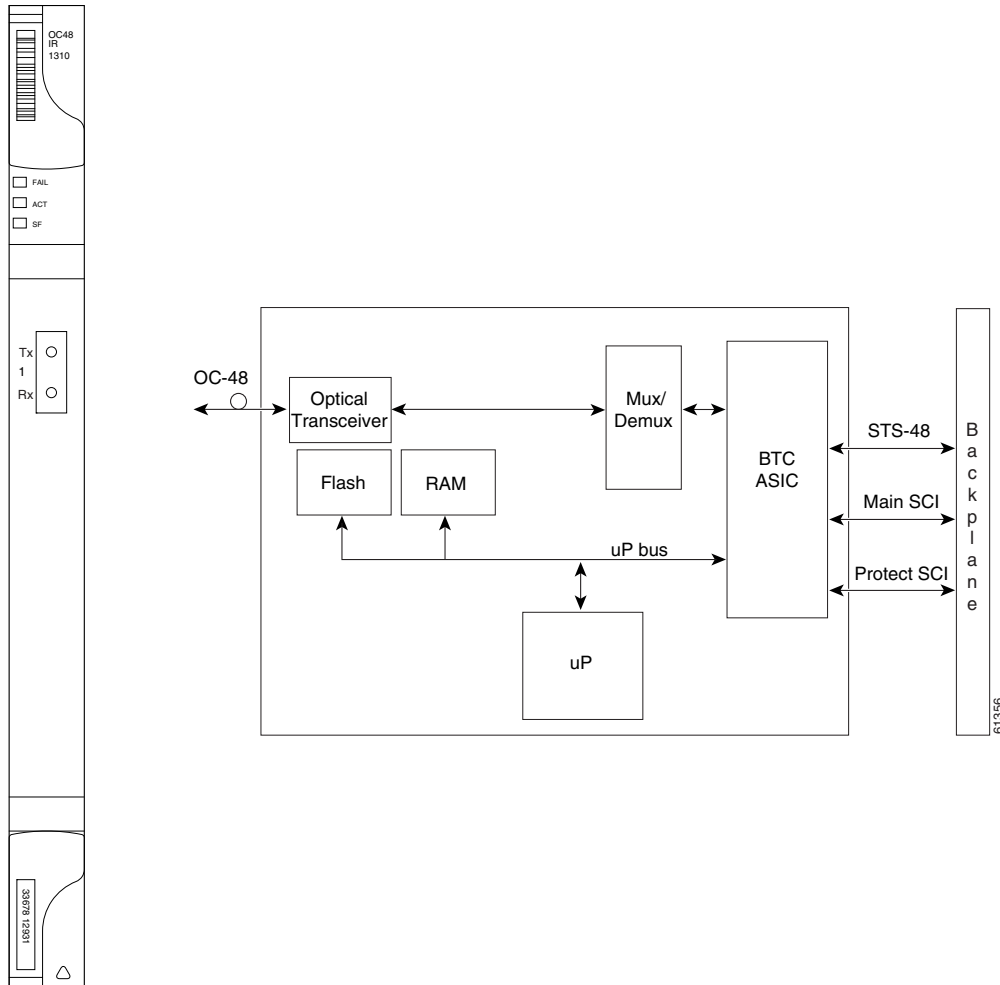 OC48
IR
1310
FAIL
ACT
SF
Tx
1
Rx
33678 12931
OC-48
Optical
Transceiver
Mux/
Demux
BTC
ASIC
Flash
RAM
uP bus
uP
STS-48
Main SCI
Protect SCI
Backplane
61356